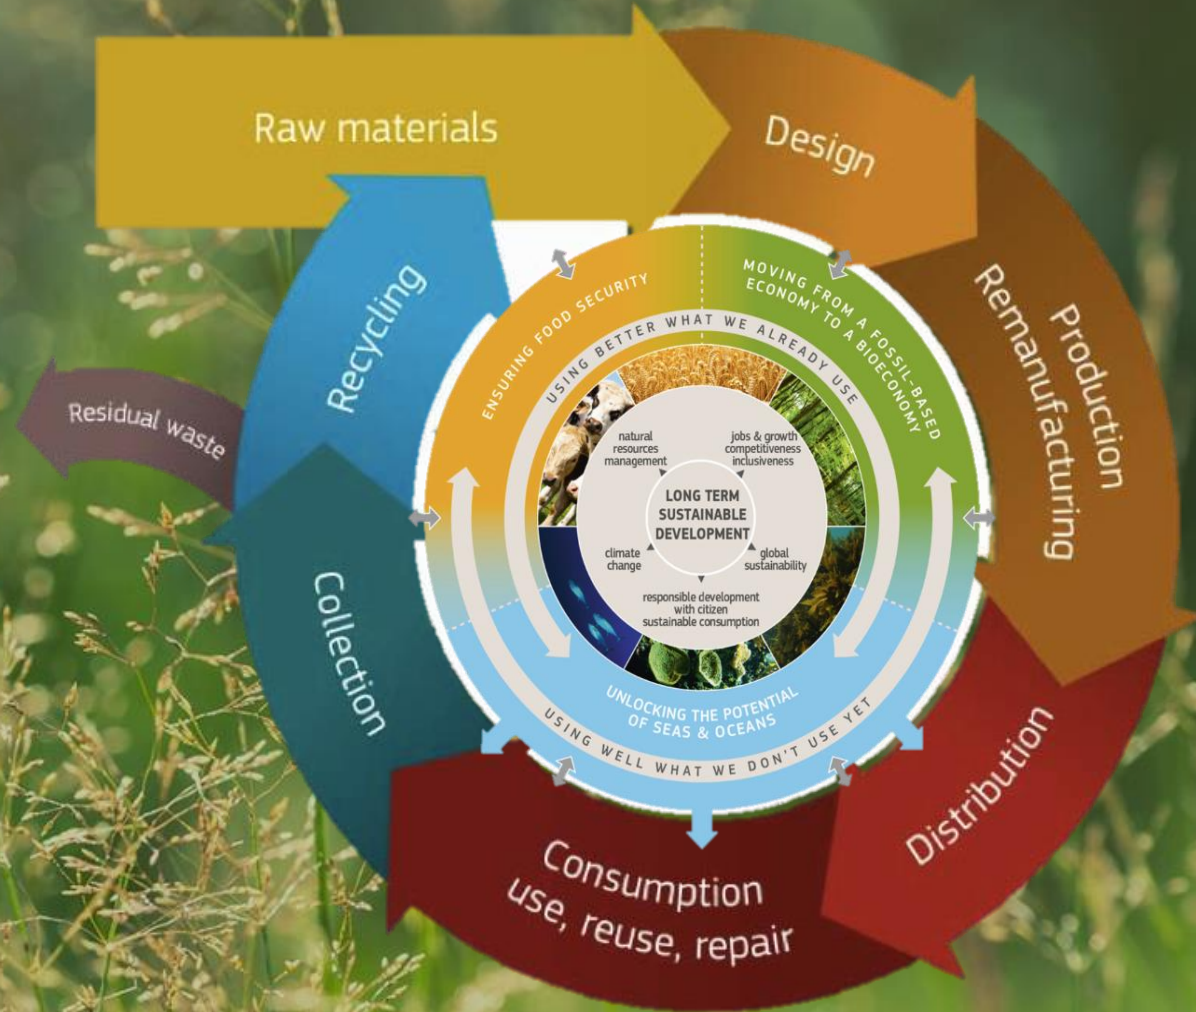 Raw materials
Design
Production
Remanufacturing
Distribution
Consumption
use, reuse, repair
Collection
Recycling
Residual waste
ENSURING FOOD SECURITY
MOVING FROM A FOSSIL-BASED
ECONOMY TO A BIOECONOMY
USING BETTER WHAT WE ALREADY USE
natural
resources
management
jobs & growth
competitiveness
inclusiveness
LONG TERM
SUSTAINABLE
DEVELOPMENT
climate
change
global
sustainability
responsible development
with citizen
sustainable consumption
UNLOCKING THE POTENTIAL
OF SEAS & OCEANS
USING WELL WHAT WE DON'T USE YET